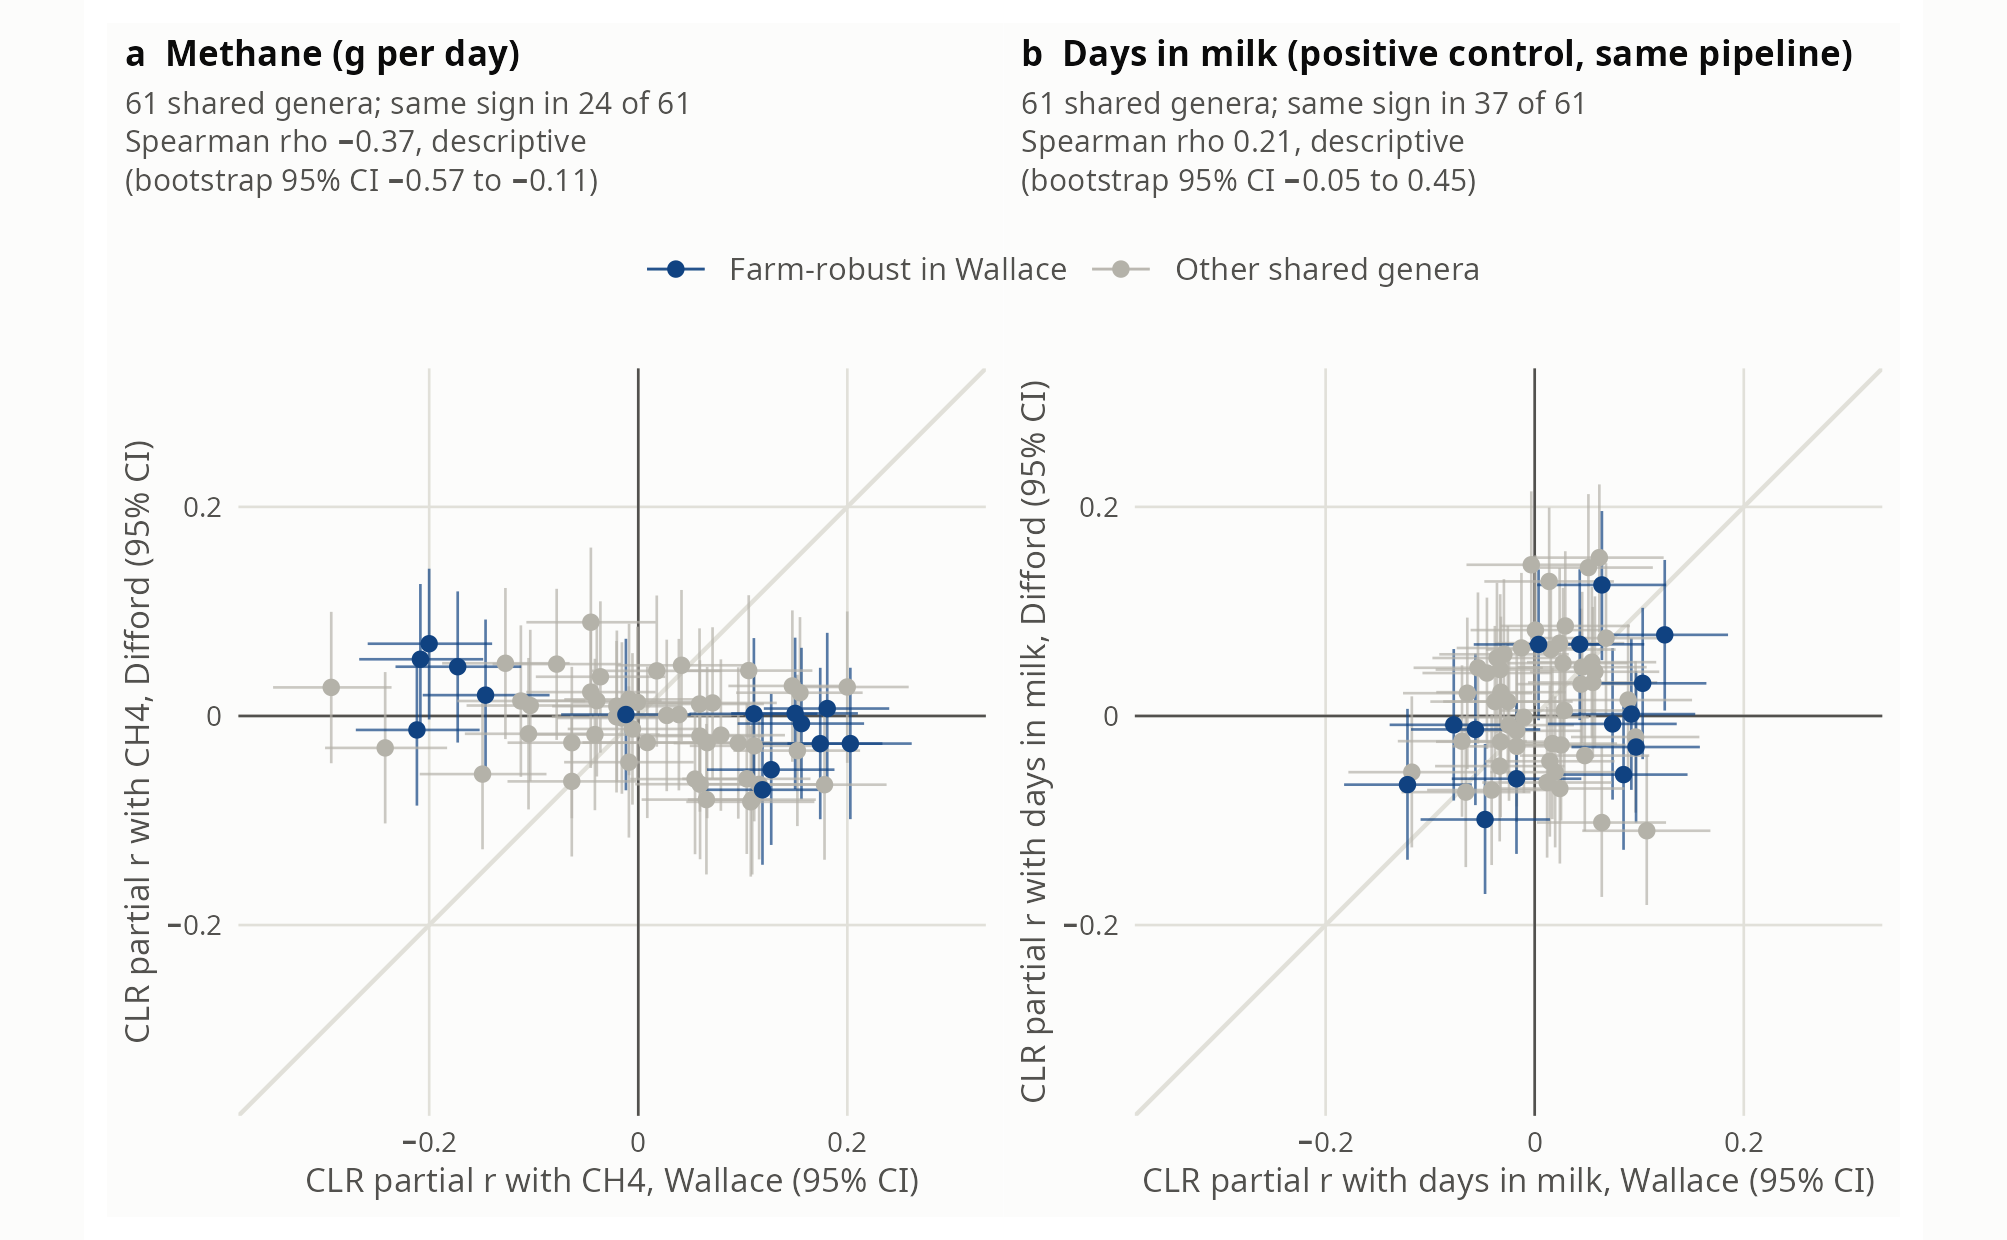 a Methane (g per day)
61 shared genera; same sign in 24 of 61
Spearman rho −0.37, descriptive
(bootstrap 95% CI −0.57 to −0.11)
b Days in milk (positive control, same pipeline)
61 shared genera; same sign in 37 of 61
Spearman rho 0.21, descriptive
(bootstrap 95% CI −0.05 to 0.45)
Farm-robust in Wallace
Other shared genera
CLR partial r with CH4, Difford (95% CI)
0.2
0
−0.2
−0.2
0
0.2
CLR partial r with CH4, Wallace (95% CI)
CLR partial r with days in milk, Difford (95% CI)
0.2
0
−0.2
−0.2
0
0.2
CLR partial r with days in milk, Wallace (95% CI)